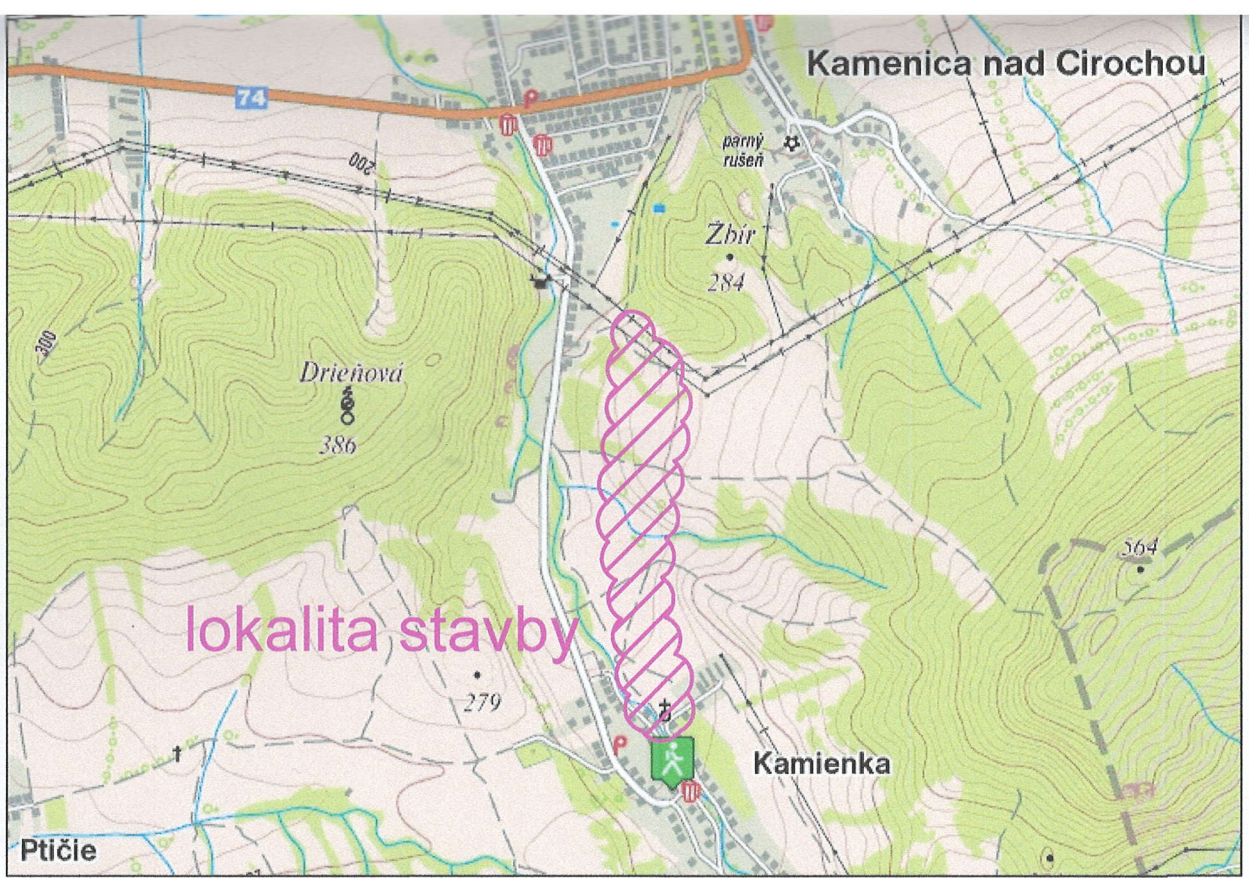 Kamenica nad Cirochou
74
P
parný
rušeň
200
Žbír
284
300
Drieňová
386
564
lokalita stavby
279
P
Kamienka
Ptičie